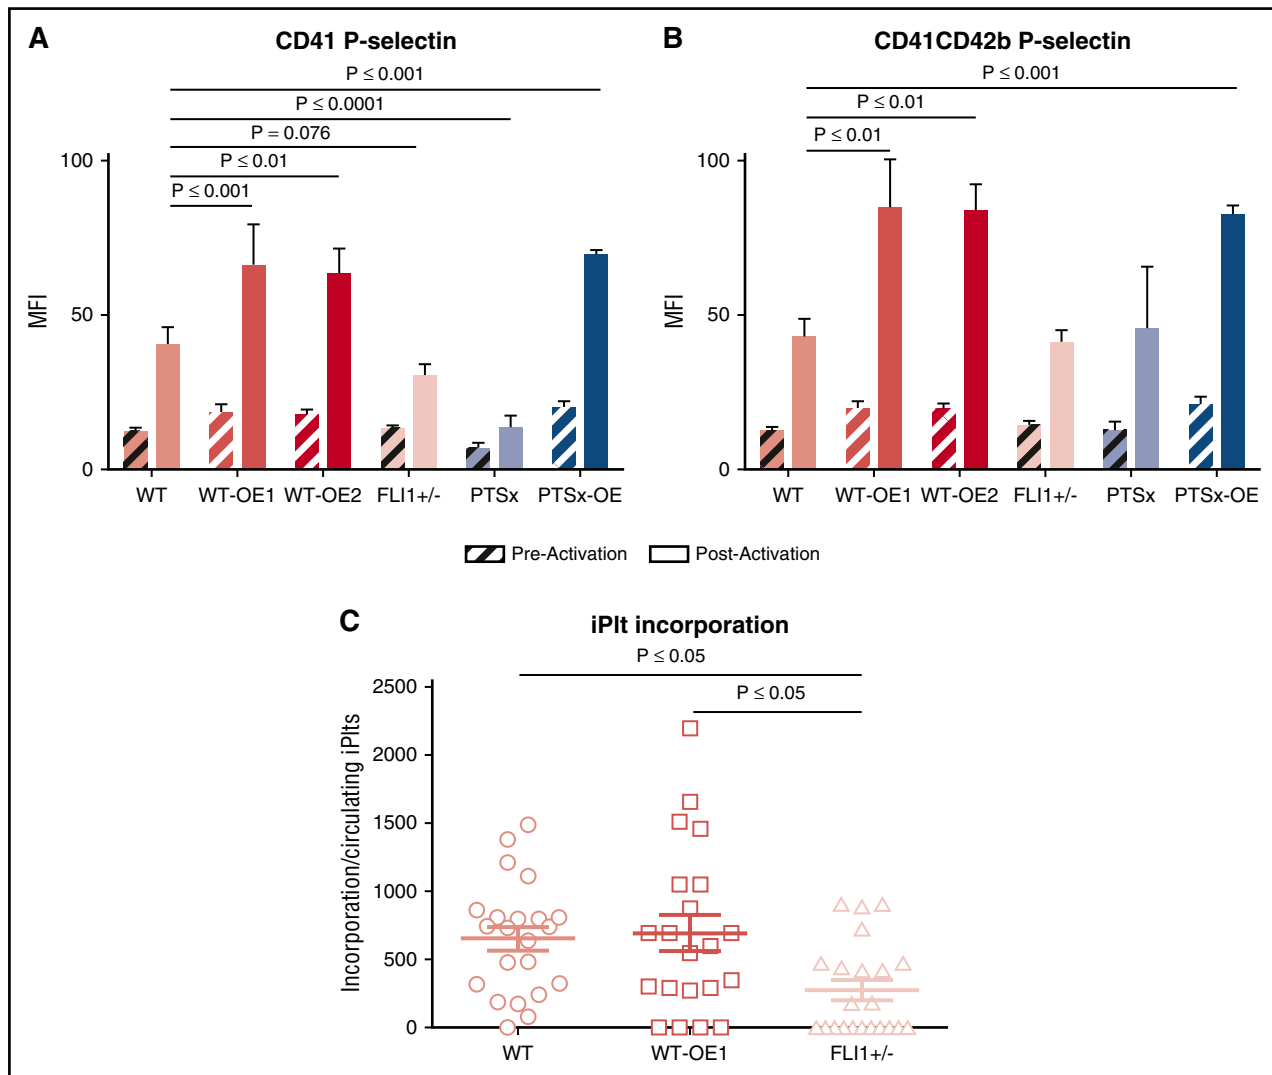 A
CD41 P-selectin
P ≤ 0.001
P ≤ 0.0001
P = 0.076
P ≤ 0.01
P ≤ 0.001
100
50
0
MFI
WT
WT-OE1
WT-OE2
FLI1+/-
PTSx
PTSx-OE
B
CD41CD42b P-selectin
P ≤ 0.001
P ≤ 0.01
P ≤ 0.01
100
50
0
MFI
WT
WT-OE1
WT-OE2
FLI1+/-
PTSx
PTSx-OE
Pre-Activation
Post-Activation
C
iPlt incorporation
P ≤ 0.05
P ≤ 0.05
2500
2000
1500
1000
500
0
Incorporation/circulating iPlts
WT
WT-OE1
FLI1+/-